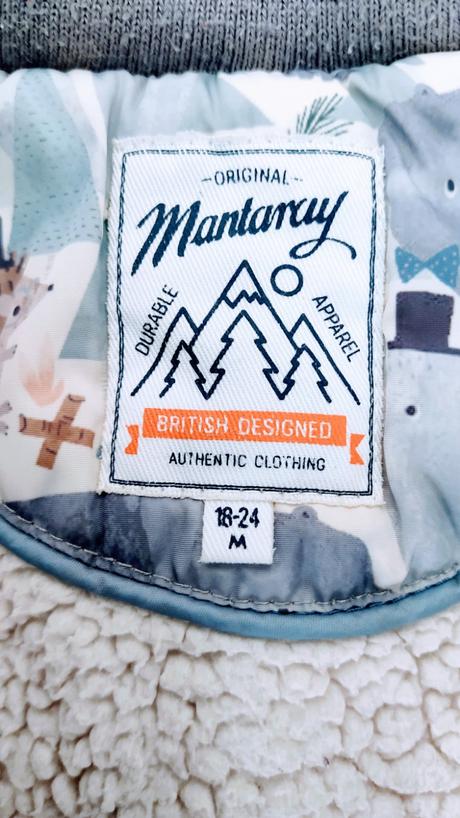 -ORIGINAL-
Mantaray
DURABLE
APPAREL
BRITISH DESIGNED
AUTHENTIC CLOTHING
18-24
M